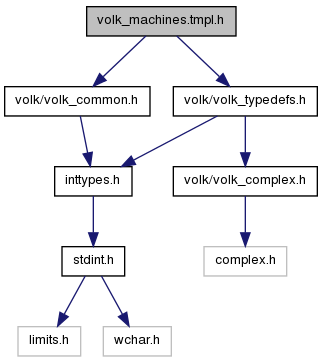 volk_machines.tmpl.h
volk/volk_common.h
volk/volk_typedefs.h
inttypes.h
volk/volk_complex.h
stdint.h
complex.h
limits.h
wchar.h